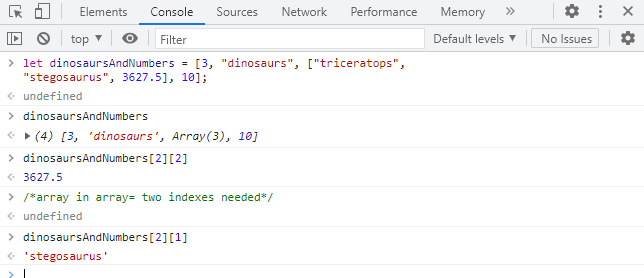 Elements Console Sources Network Performance Memory »
top ▾ Filter Default levels ▾ No Issues
> let dinosaursAndNumbers = [3, "dinosaurs", ["triceratops",
"stegosaurus", 3627.5], 10];
<· undefined
> dinosaursAndNumbers
<· ▸ (4) [3, 'dinosaurs', Array(3), 10]
> dinosaursAndNumbers[2][2]
<· 3627.5
> /*array in array= two indexes needed*/
<· undefined
> dinosaursAndNumbers[2][1]
<· 'stegosaurus'
>